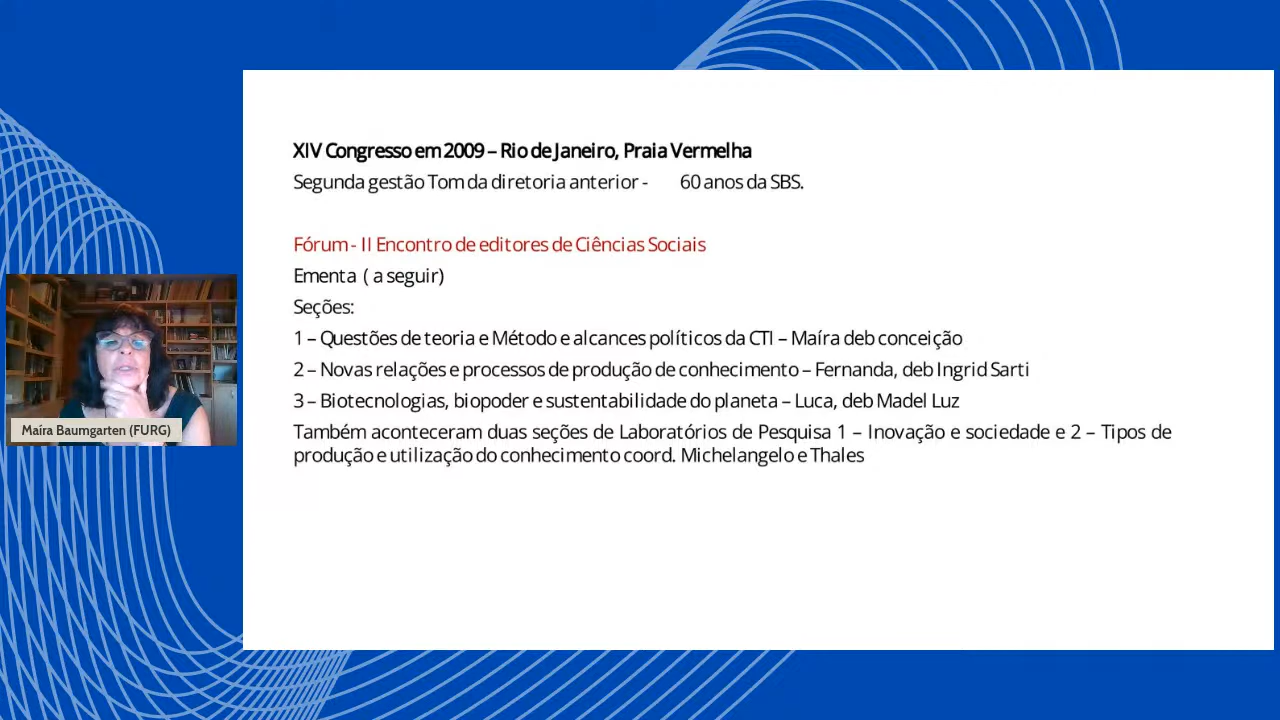 XIV Congresso em 2009 – Rio de Janeiro, Praia Vermelha
Segunda gestão Tom da diretoria anterior - 60 anos da SBS.
Fórum - II Encontro de editores de Ciências Sociais
Ementa ( a seguir)
Seções:
1 – Questões de teoria e Método e alcances políticos da CTI – Maíra deb conceição
2 – Novas relações e processos de produção de conhecimento – Fernanda, deb Ingrid Sarti
3 – Biotecnologias, biopoder e sustentabilidade do planeta – Luca, deb Madel Luz
Também aconteceram duas seções de Laboratórios de Pesquisa 1 – Inovação e sociedade e 2 – Tipos de
produção e utilização do conhecimento coord. Michelangelo e Thales
Maíra Baumgarten (FURG)